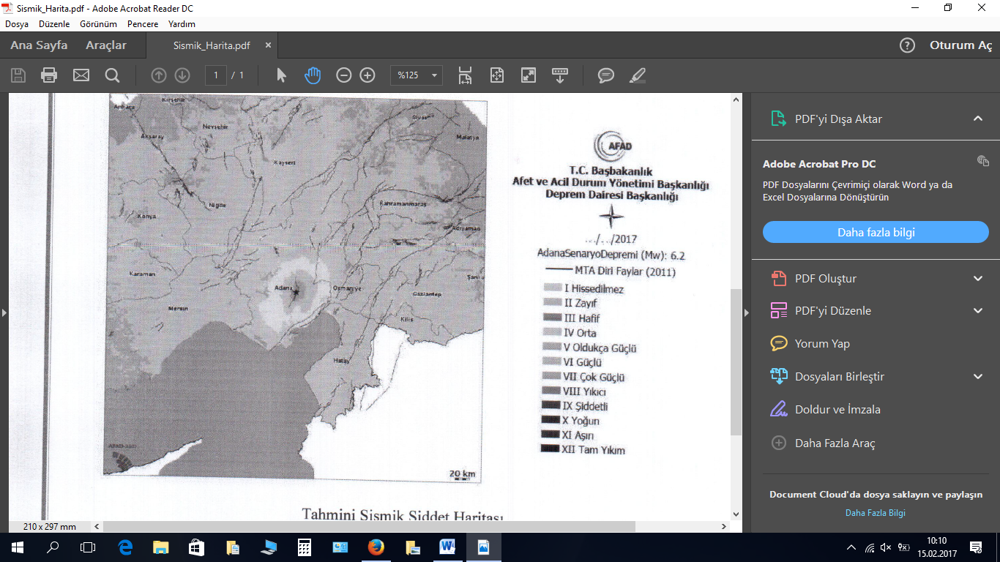 Sismik_Harita.pdf - Adobe Acrobat Reader DC
Dosya Düzenle Görünüm Pencere Yardım
Ana Sayfa Araçlar Sismik_Harita.pdf × ? Oturum Aç
1 / 1 %125
Ankara
Kırşehir
Nevşehir
Aksaray
Kayseri
Sivas
Malatya
Niğde
Konya
Kahramanmaraş
Adıyaman
Karaman
Adana
Osmaniye
Gaziantep
Şanlı
Mersin
Kilis
Hatay
20 km
AFAD
T.C. Başbakanlık
Afet ve Acil Durum Yönetimi Başkanlığı
Deprem Dairesi Başkanlığı
.../.../2017
AdanaSenaryoDepremi (Mw): 6.2
MTA Diri Faylar (2011)
I Hissedilmez
II Zayıf
III Hafif
IV Orta
V Oldukça Güçlü
VI Güçlü
VII Çok Güçlü
VIII Yıkıcı
IX Şiddetli
X Yoğun
XI Aşırı
XII Tam Yıkım
Tahmini Sismik Şiddet Haritası
210 x 297 mm
PDF'yi Dışa Aktar
Adobe Acrobat Pro DC
PDF Dosyalarını Çevrimiçi olarak Word ya da
Excel Dosyalarına Dönüştürün
Daha fazla bilgi
PDF Oluştur
PDF'yi Düzenle
Yorum Yap
Dosyaları Birleştir
Doldur ve İmzala
Daha Fazla Araç
Document Cloud'da dosya saklayın ve paylaşın
Daha Fazla Bilgi
10:10
15.02.2017